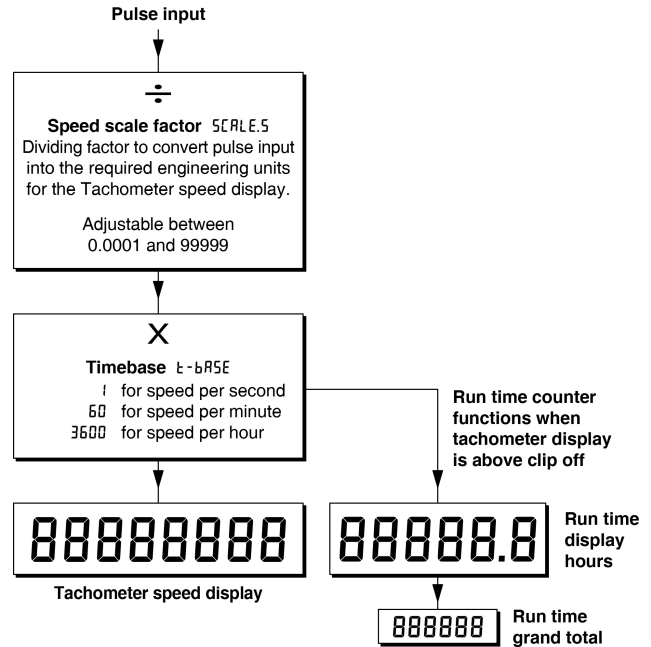 Pulse input
÷
Speed scale factor SCALE.S
Dividing factor to convert pulse input
into the required engineering units
for the Tachometer speed display.
Adjustable between
0.0001 and 99999
X
Timebase t-bASE
1 for speed per second
60 for speed per minute
3600 for speed per hour
Run time counter
functions when
tachometer display
is above clip off
88888888
Tachometer speed display
88888.8
Run time
display
hours
888888
Run time
grand total